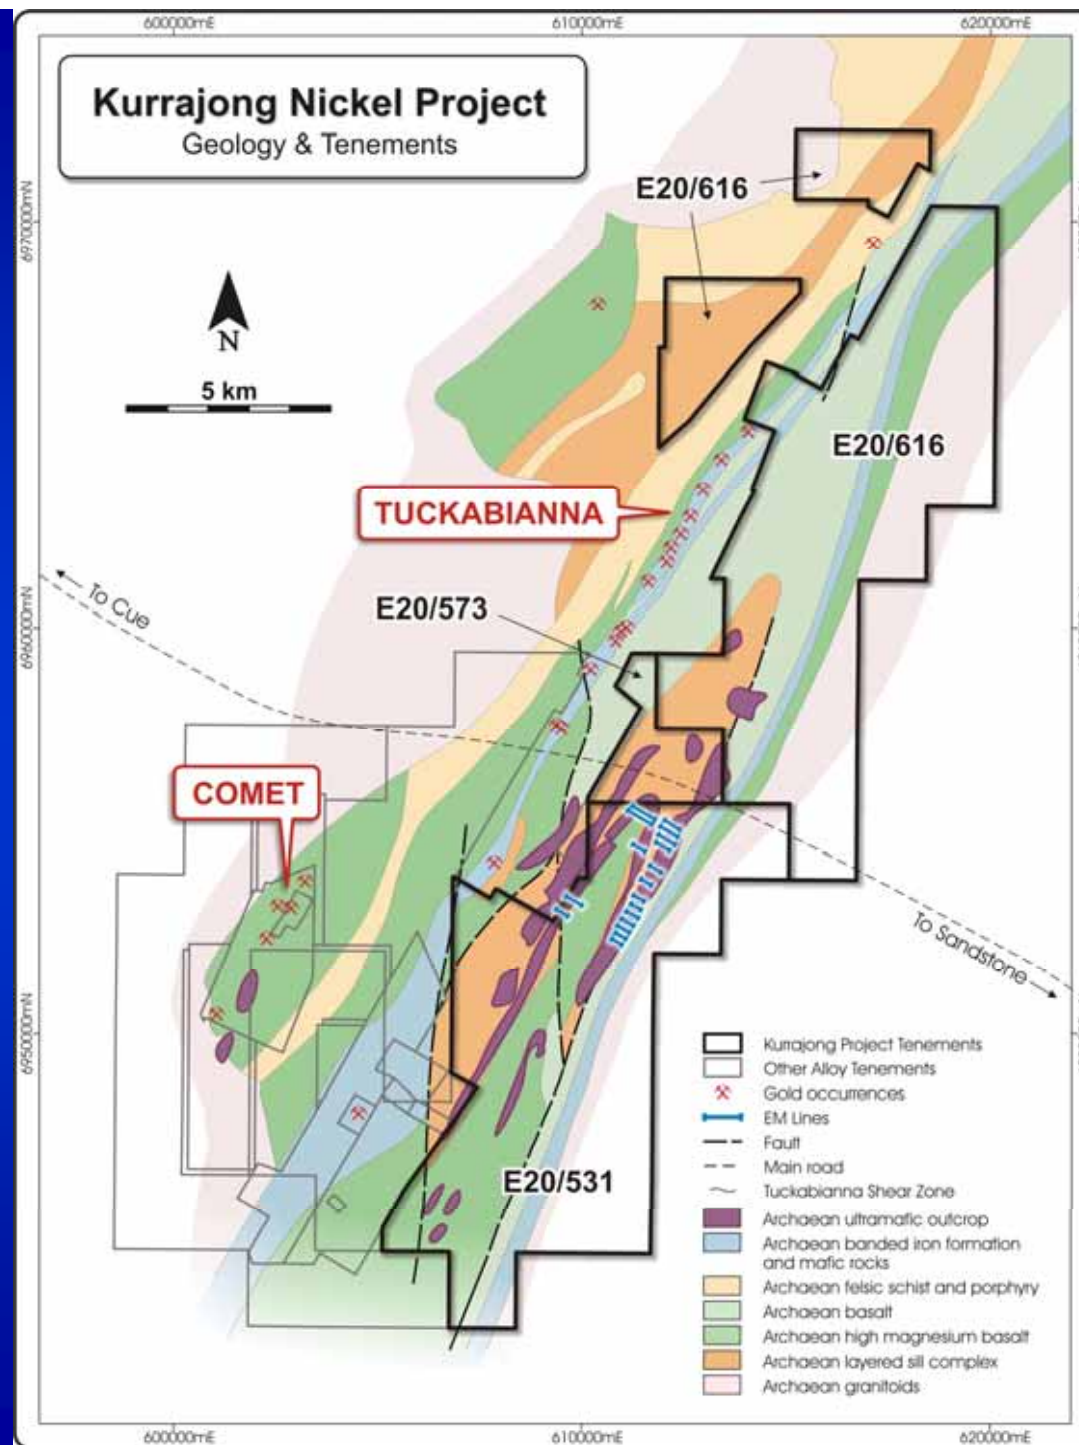 600000mE
610000mE
620000mE
Kurrajong Nickel Project
Geology & Tenements
E20/616
6970000mN
N
5 km
E20/616
TUCKABIANNA
E20/573
To Cue
6960000mN
COMET
To Sandstone
6950000mN
E20/531
Kurrajong Project Tenements
Other Alloy Tenements
Gold occurrences
EM Lines
Fault
Main road
Tuckabianna Shear Zone
Archaean ultramafic outcrop
Archaean banded iron formation
and mafic rocks
Archaean felsic schist and porphyry
Archaean basalt
Archaean high magnesium basalt
Archaean layered sill complex
Archaean granitoids
600000mE
610000mE
620000mE